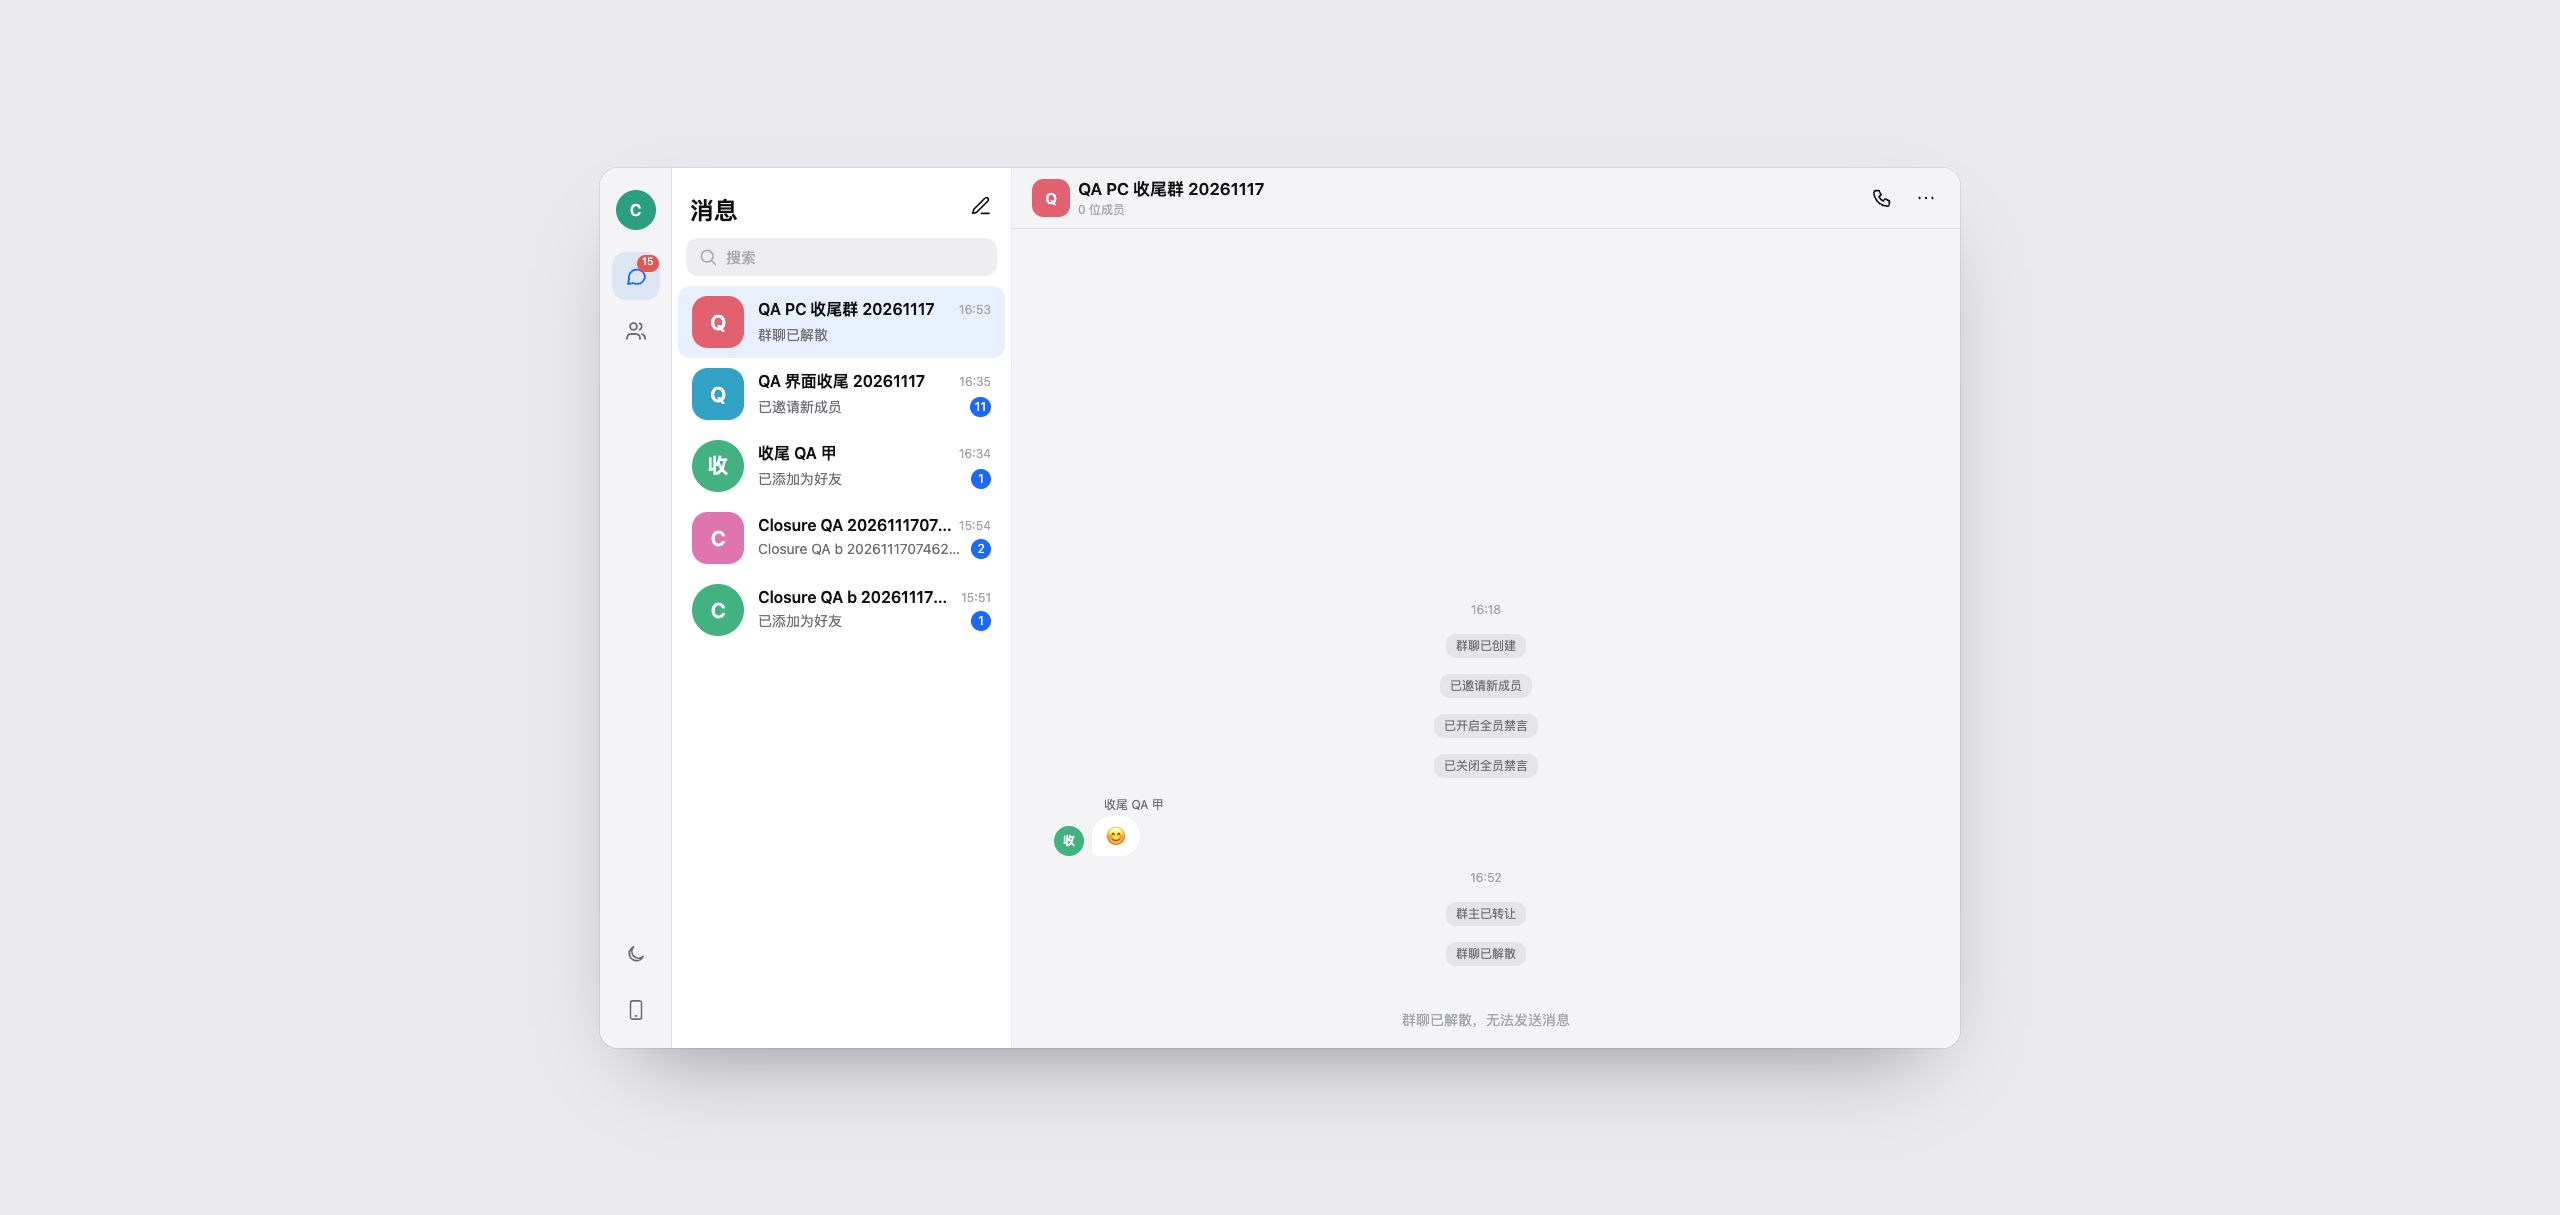 C
15
消息
搜索
Q
QA PC 收尾群 20261117
16:53
群聊已解散
Q
QA 界面收尾 20261117
16:35
已邀请新成员
11
收
收尾 QA 甲
16:34
已添加为好友
1
C
Closure QA 2026111707...
15:54
Closure QA b 2026111707462...
2
C
Closure QA b 20261117...
15:51
已添加为好友
1
Q
QA PC 收尾群 20261117
0 位成员
16:18
群聊已创建
已邀请新成员
已开启全员禁言
已关闭全员禁言
收尾 QA 甲
收
16:52
群主已转让
群聊已解散
群聊已解散，无法发送消息